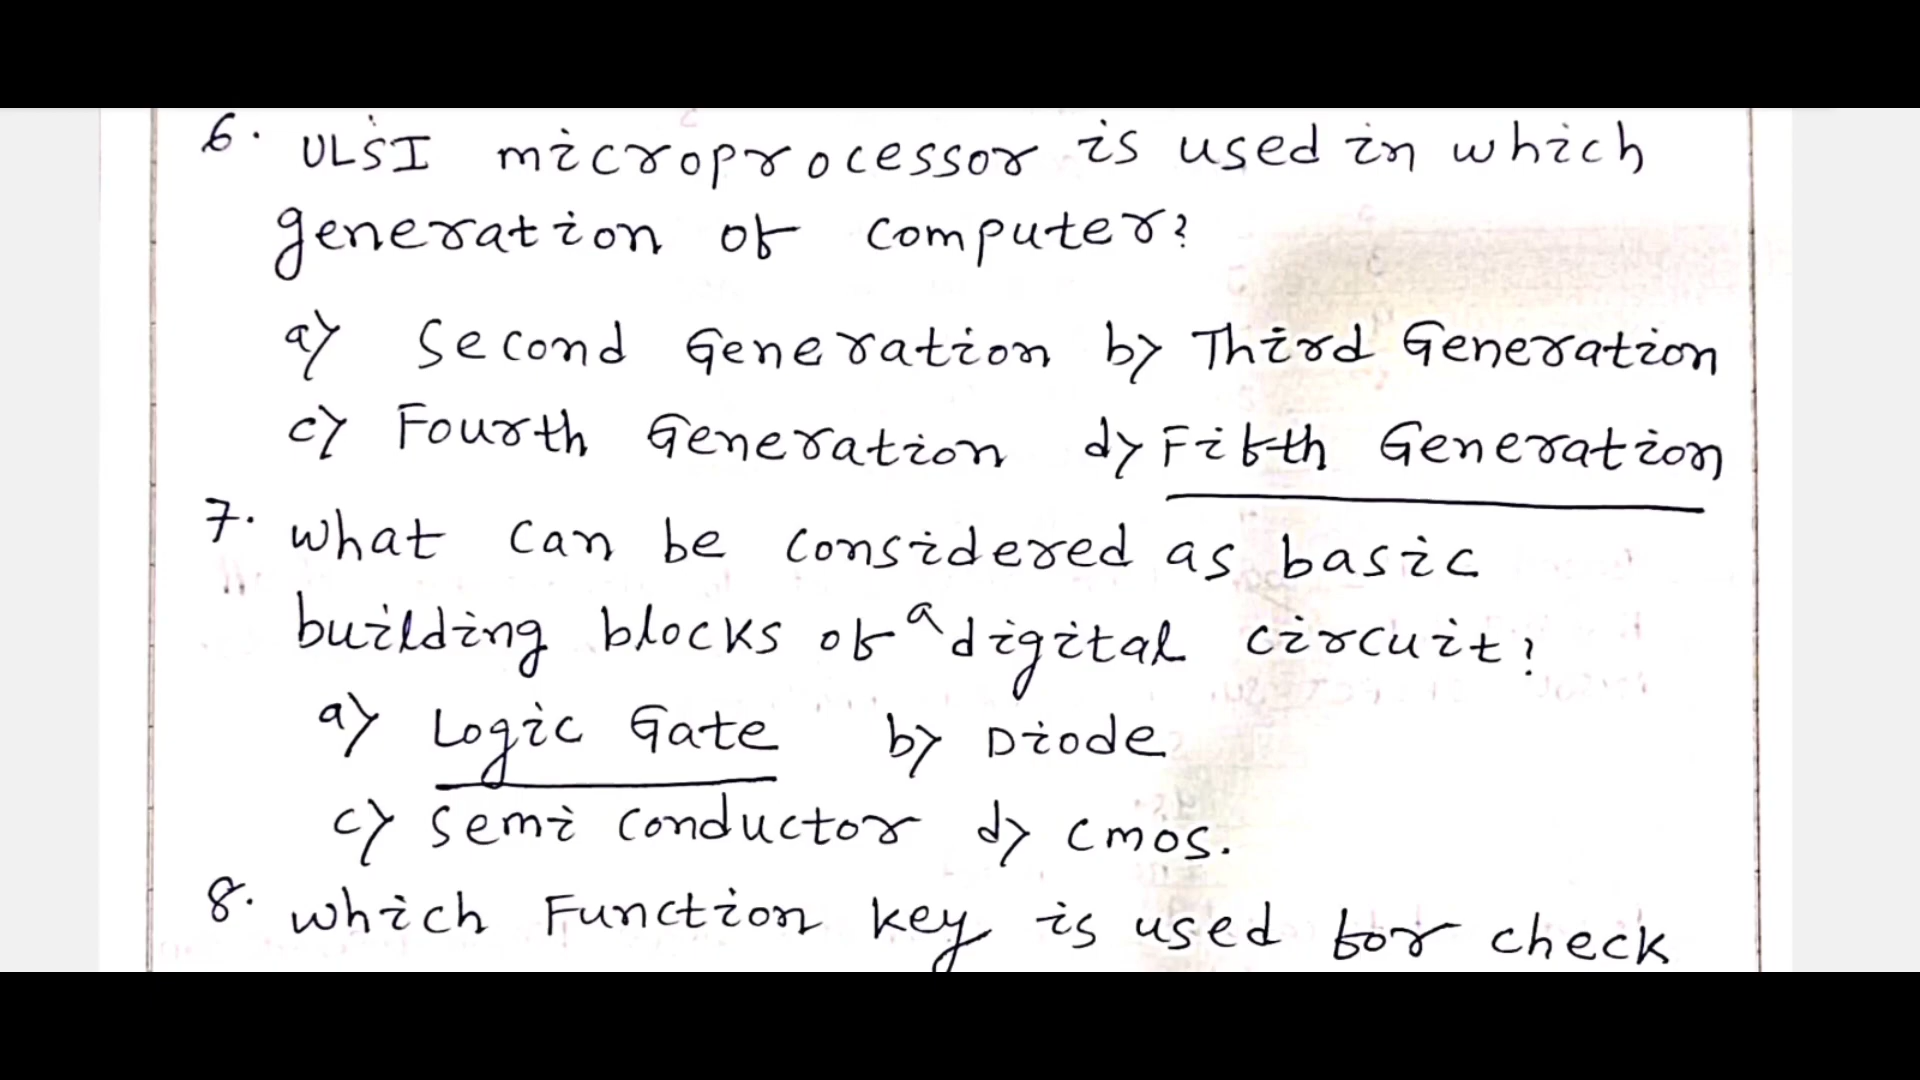 6. ULSI microprocessor is used in which
generation of computer?
a) Second Generation b) Third Generation
c) Fourth Generation d) Fifth Generation
7. What can be considered as basic
building blocks of a digital circuit?
a) Logic Gate b) Diode
c) Semi conductor d) CMOS.
8. Which Function key is used for check